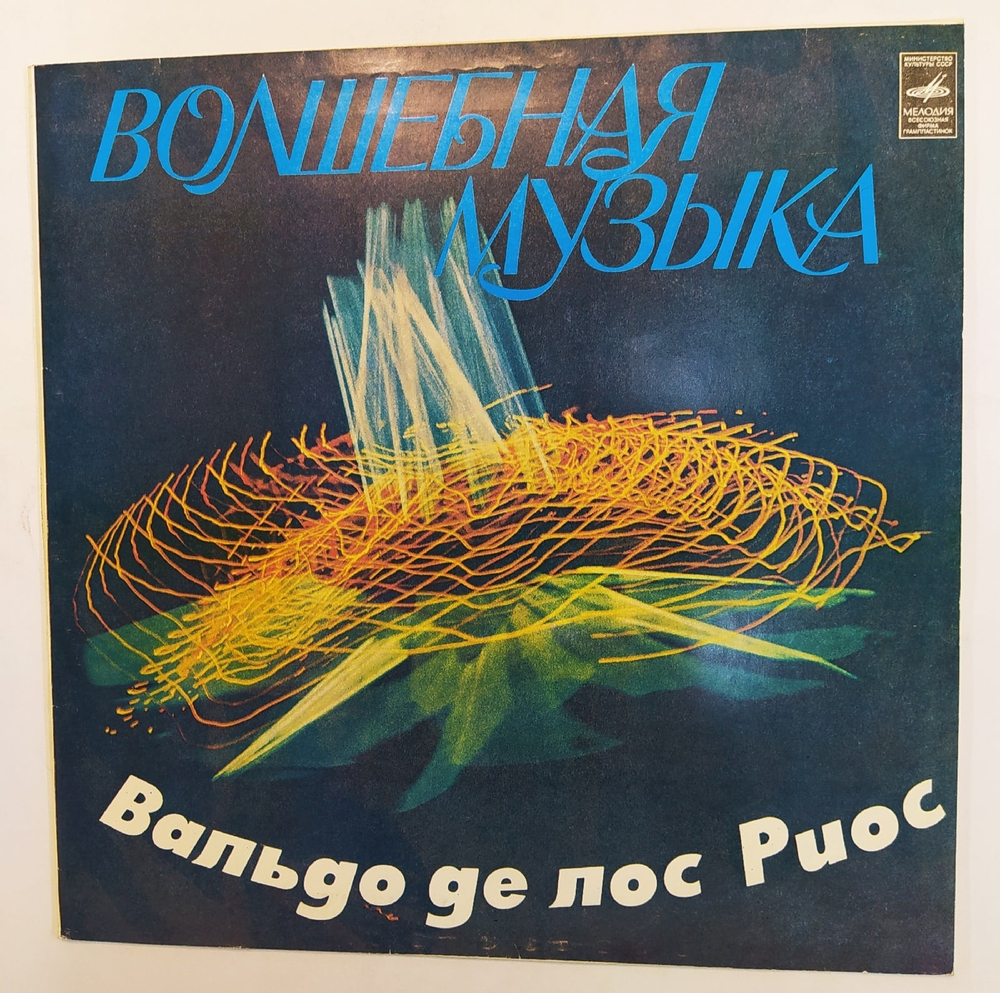 ВОЛШЕБНАЯ
МУЗЫКА
МИНИСТЕРСТВО
КУЛЬТУРЫ СССР
МЕЛОДИЯ
ВСЕСОЮЗНАЯ
ФИРМА
ГРАМПЛАСТИНОК
Вальдо де лос Риос